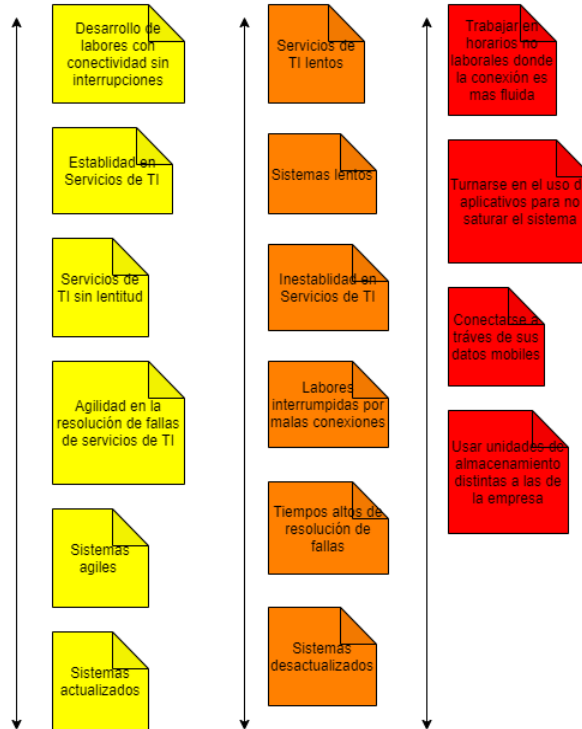 Desarrollo de
labores con
conectividad sin
interrupciones
Establidad en
Servicios de TI
Servicios de
TI sin lentitud
Agilidad en la
resolución de fallas
de servicios de TI
Sistemas
agiles
Sistemas
actualizados
Servicios de
TI lentos
Sistemas lentos
Inestablidad en
Servicios de TI
Labores
interrumpidas por
malas conexiones
Tiempos altos de
resolución de
fallas
Sistemas
desactualizados
Trabajar en
horarios no
laborales donde
la conexión es
mas fluida
Turnarse en el uso de
aplicativos para no
saturar el sistema
Conectarse a
tráves de sus
datos mobiles
Usar unidades de
almacenamiento
distintas a las de
la empresa